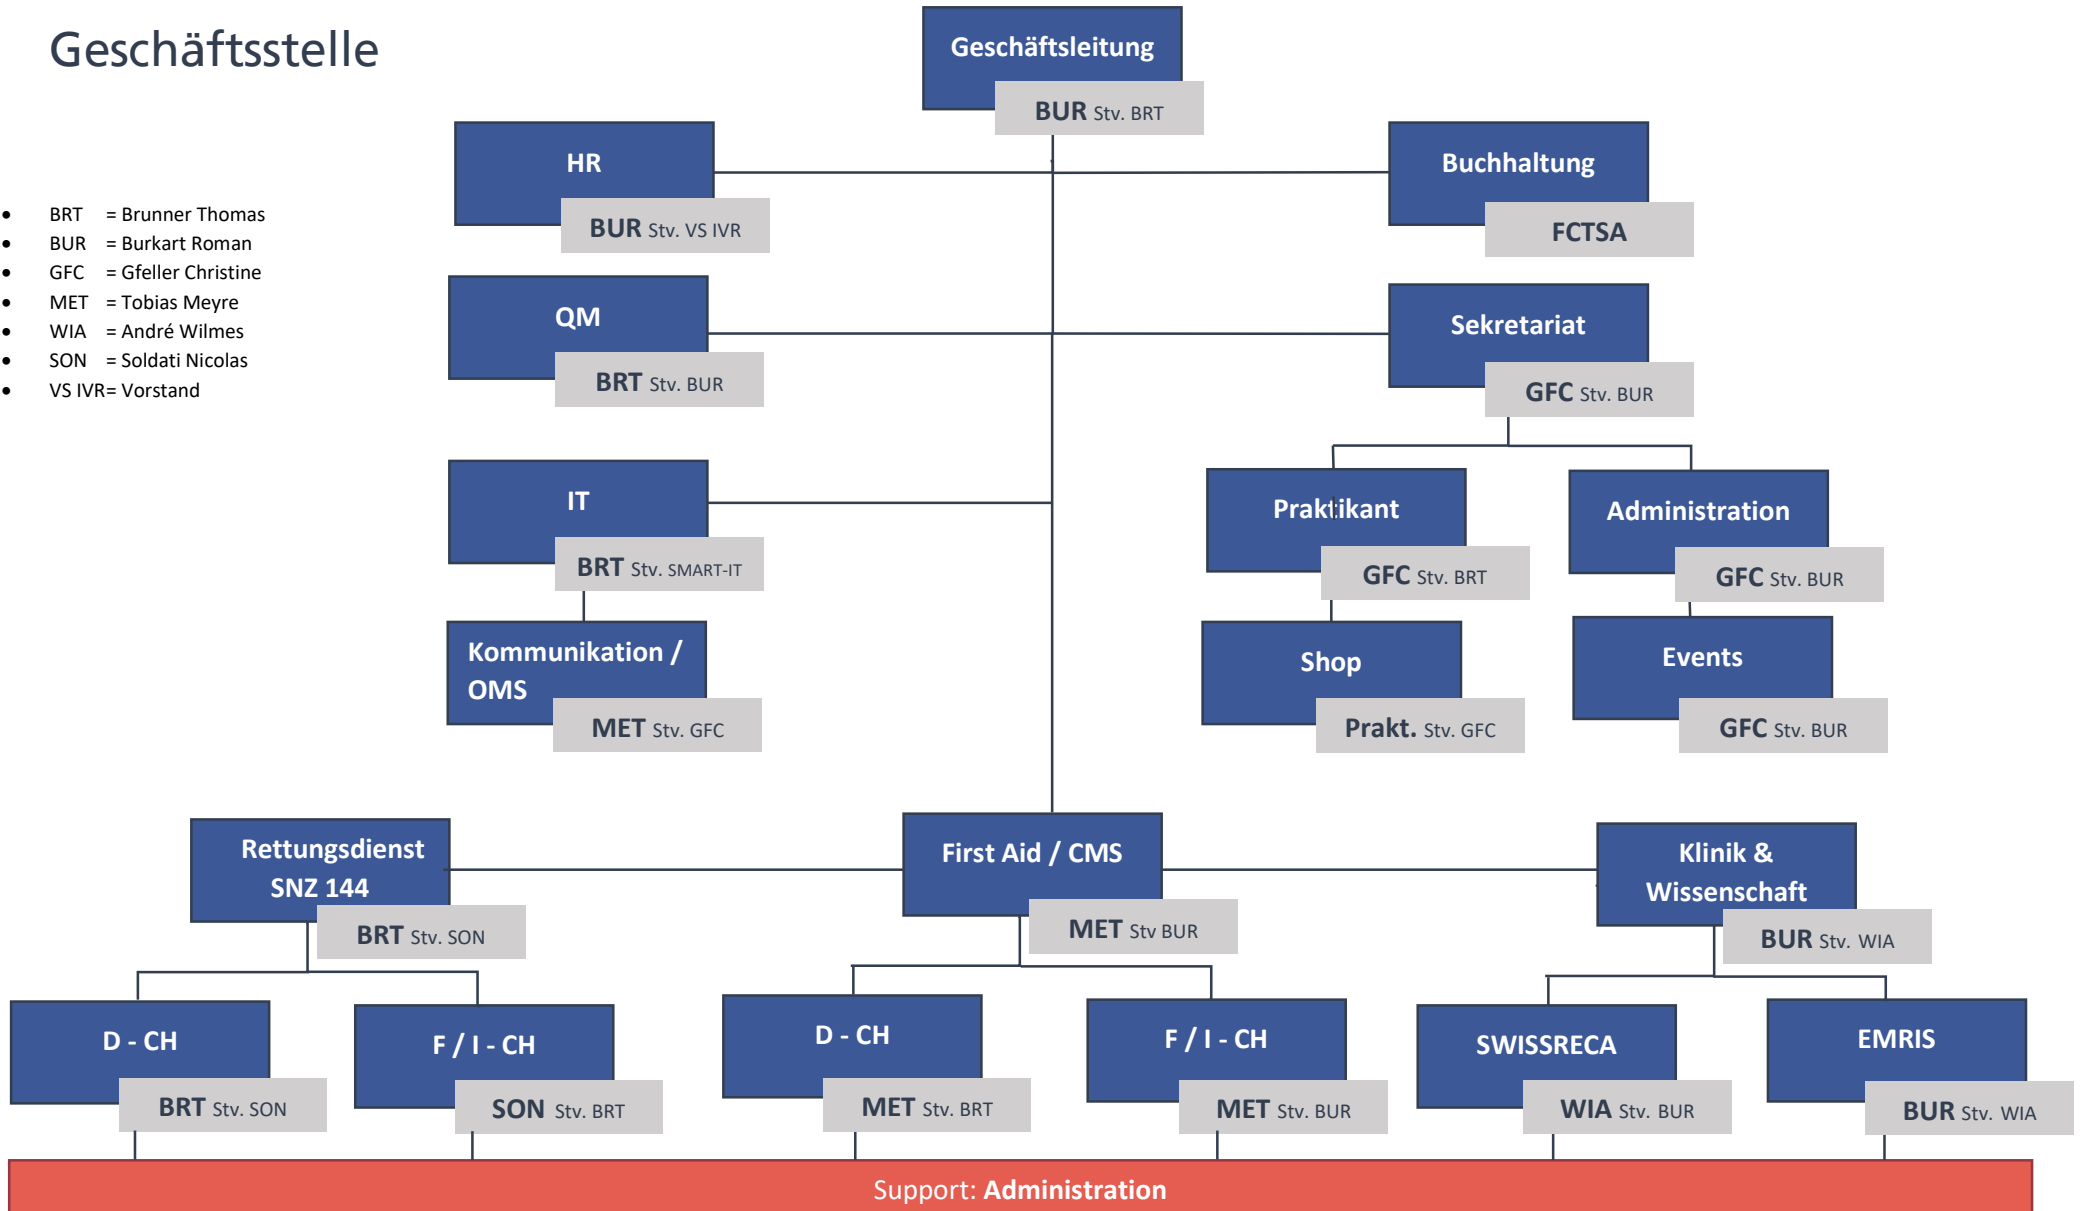 Geschäftsstelle
Geschäftsleitung
BUR Stv. BRT
HR
BUR Stv. VS IVR
Buchhaltung
FCTSA
• BRT = Brunner Thomas
• BUR = Burkart Roman
• GFC = Gfeller Christine
• MET = Tobias Meyre
• WIA = André Wilmes
• SON = Soldati Nicolas
• VS IVR= Vorstand
QM
BRT Stv. BUR
Sekretariat
GFC Stv. BUR
IT
BRT Stv. SMART-IT
Praktikant
GFC Stv. BRT
Administration
GFC Stv. BUR
Kommunikation /
OMS
MET Stv. GFC
Shop
Prakt. Stv. GFC
Events
GFC Stv. BUR
Rettungsdienst
SNZ 144
BRT Stv. SON
First Aid / CMS
MET Stv BUR
Klinik &
Wissenschaft
BUR Stv. WIA
D - CH
BRT Stv. SON
F / I - CH
SON Stv. BRT
D - CH
MET Stv. BRT
F / I - CH
MET Stv. BUR
SWISSRECA
WIA Stv. BUR
EMRIS
BUR Stv. WIA
Support: Administration